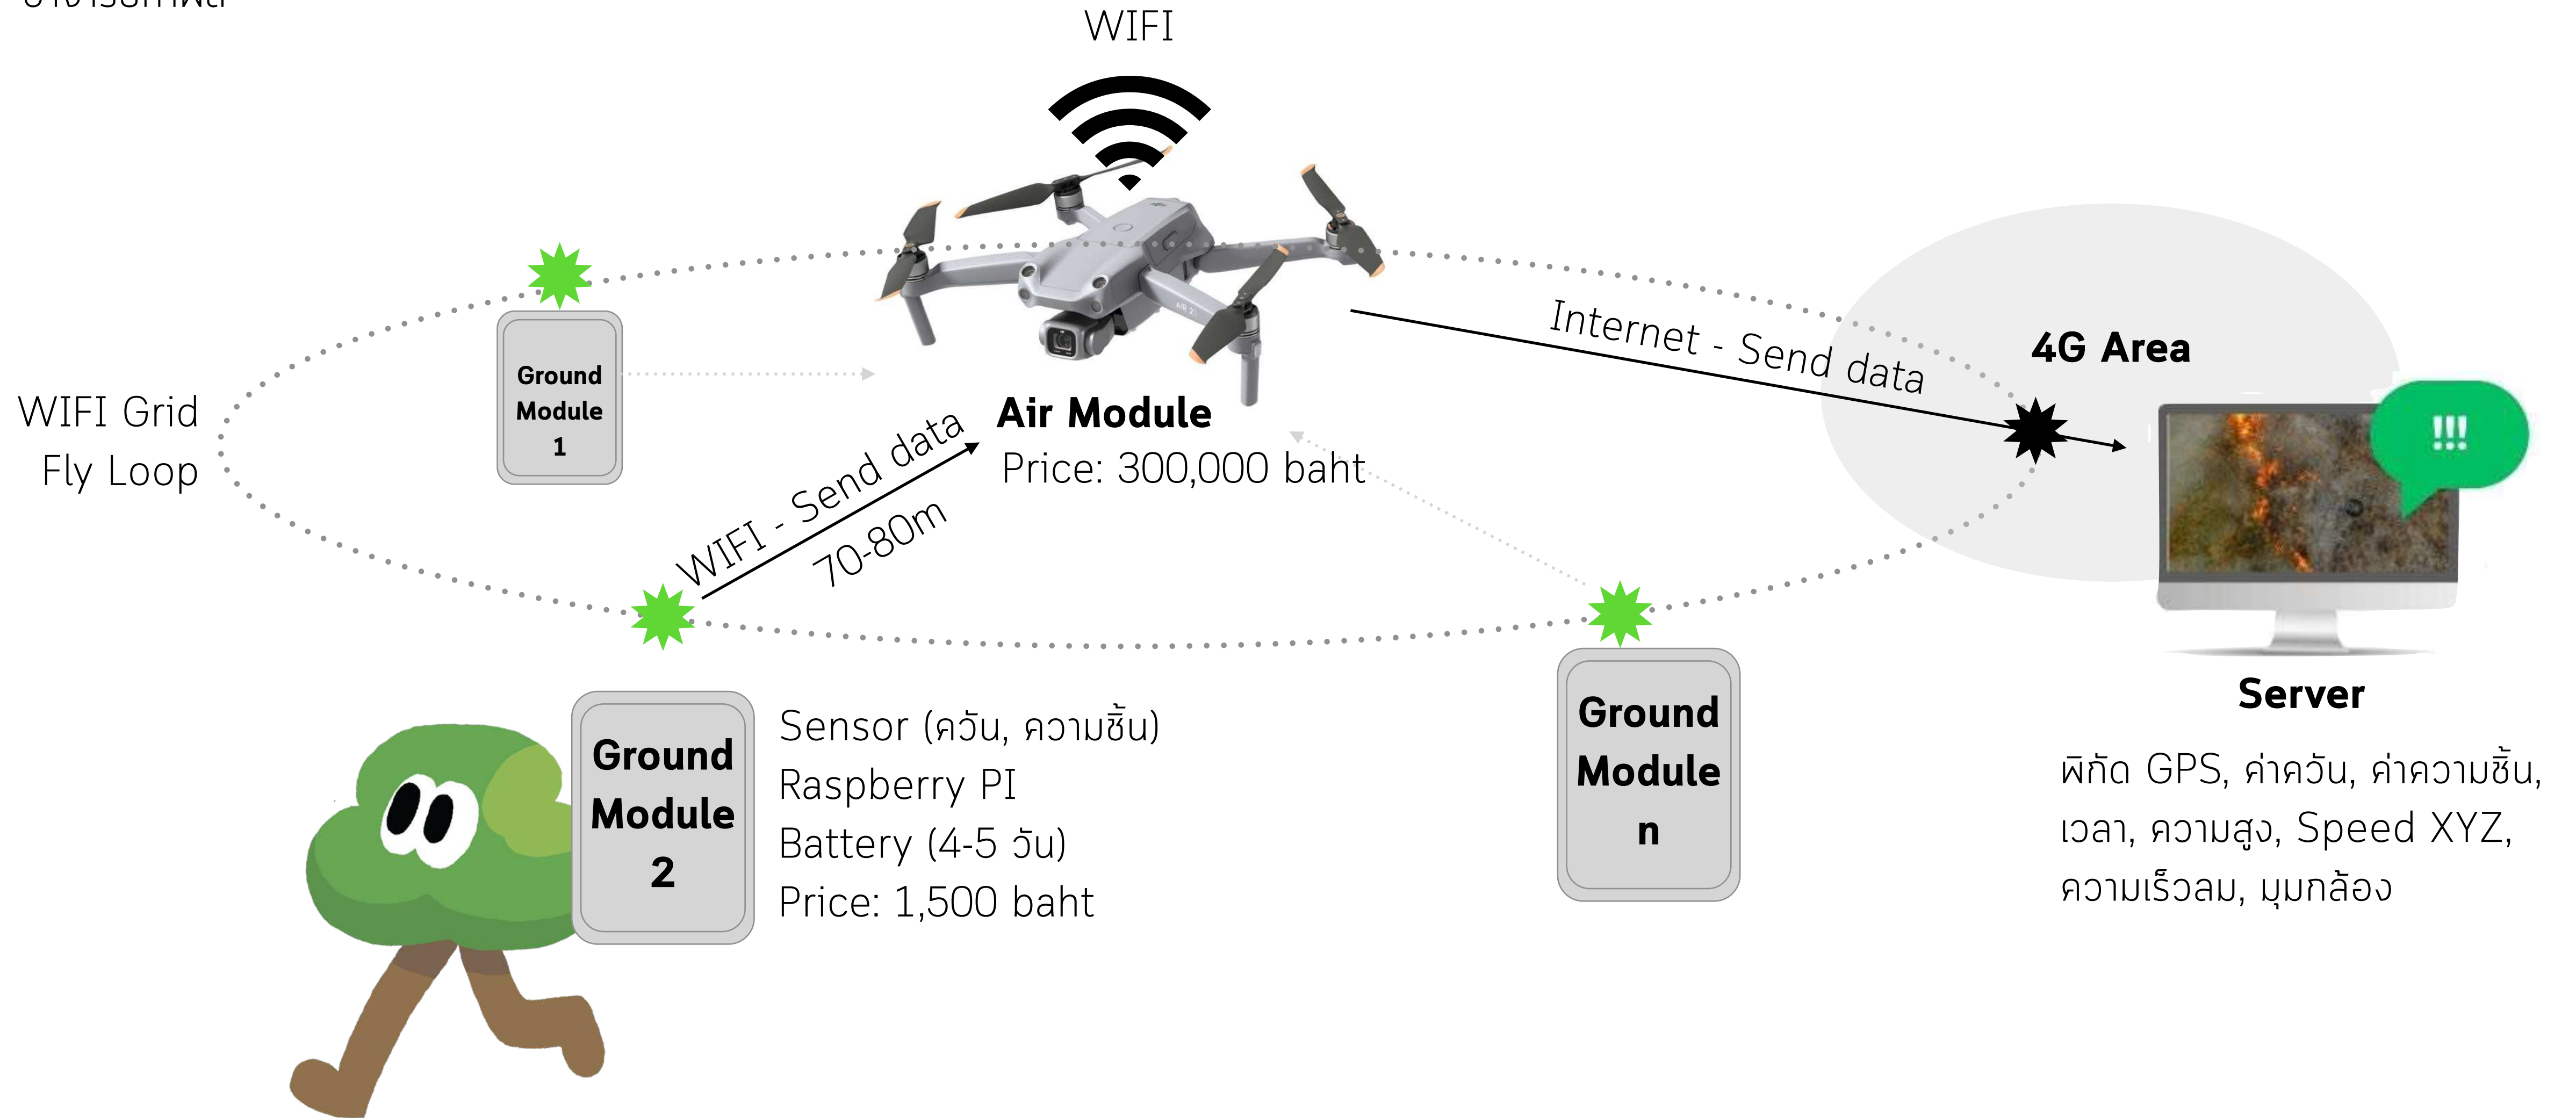 WIFI
Internet - Send data
4G Area
!!!
Ground
Module
1
WIFI Grid
Fly Loop
Air Module
Price: 300,000 baht
WIFI - Send data
70-80m
Ground
Module
2
Sensor (ควัน, ความชื้น)
Raspberry PI
Battery (4-5 วัน)
Price: 1,500 baht
Ground
Module
n
Server
พิกัด GPS, ค่าควัน, ค่าความชื้น,
เวลา, ความสูง, Speed XYZ,
ความเร็วลม, มุมกล้อง